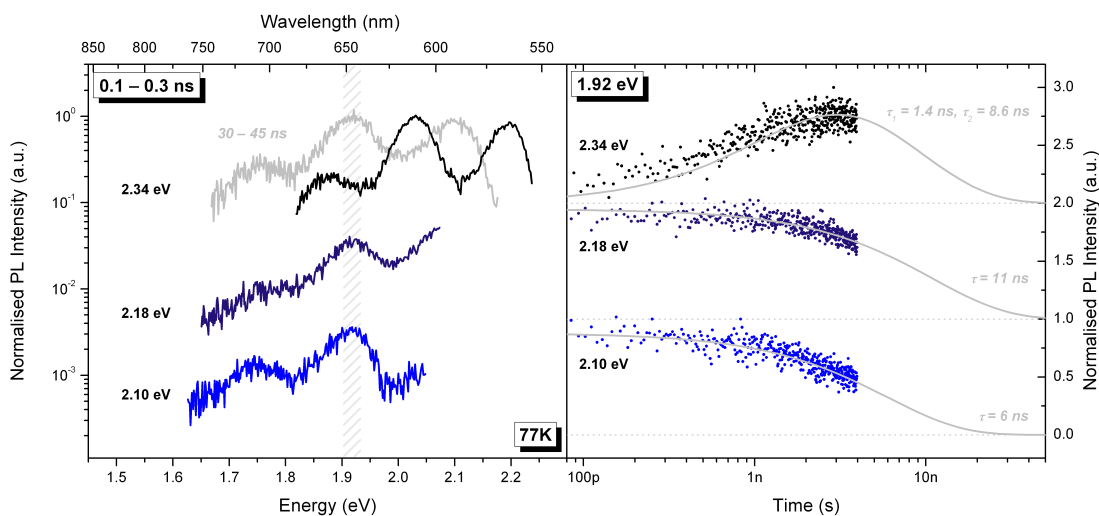 Wavelength (nm)
850 800 750 700 650 600 550
0.1 – 0.3 ns
1.92 eV
3.0
τ1 = 1.4 ns, τ2 = 8.6 ns
10^0
30 – 45 ns
2.34 eV
2.5
2.34 eV
10^-1
2.0
2.18 eV
Normalised PL Intensity (a.u.)
Normalised PL Intensity (a.u.)
1.5
τ = 11 ns
10^-2
2.18 eV
1.0
2.10 eV
10^-3
0.5
2.10 eV
τ = 6 ns
77K
0.0
1.5 1.6 1.7 1.8 1.9 2.0 2.1 2.2
100p 1n 10n
Energy (eV)
Time (s)